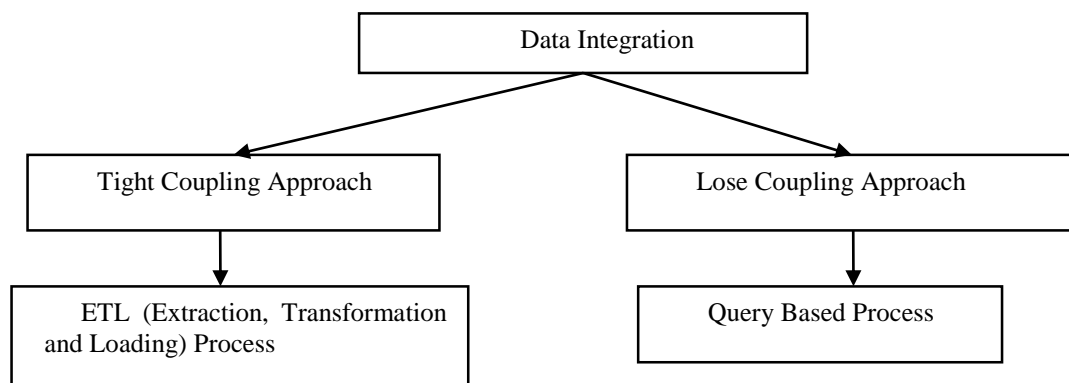 Data Integration
Tight Coupling Approach
Lose Coupling Approach
ETL (Extraction, Transformation
and Loading) Process
Query Based Process